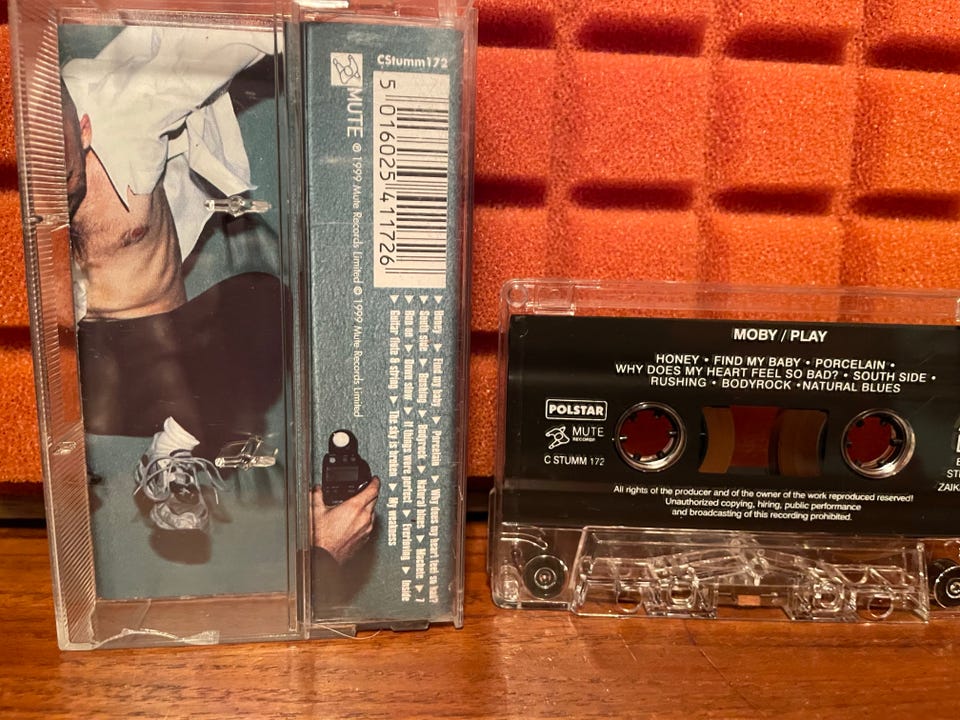 CStumm172
MUTE ℗ 1999 Mute Records Limited © 1999 Mute Records Limited
5 016025 411726
▼ Honey ▼ Find my baby ▼ Porcelain ▼ Why does my heart feel so bad?
▼ South side ▼ Rushing ▼ Bodyrock ▼ Natural blues ▼ Machete ▼ 7
▼ Run on ▼ Down slow ▼ If things were perfect ▼ Everloving ▼ Inside
▼ Guitar flute & string ▼ The sky is broken ▼ My weakness
MOBY / PLAY
HONEY • FIND MY BABY • PORCELAIN •
WHY DOES MY HEART FEEL SO BAD? • SOUTH SIDE •
RUSHING • BODYROCK • NATURAL BLUES
POLSTAR
MUTE
RECORDS
C STUMM 172
All rights of the producer and of the owner of the work reproduced reserved!
Unauthorized copying, hiring, public performance
and broadcasting of this recording prohibited.
ZAIK